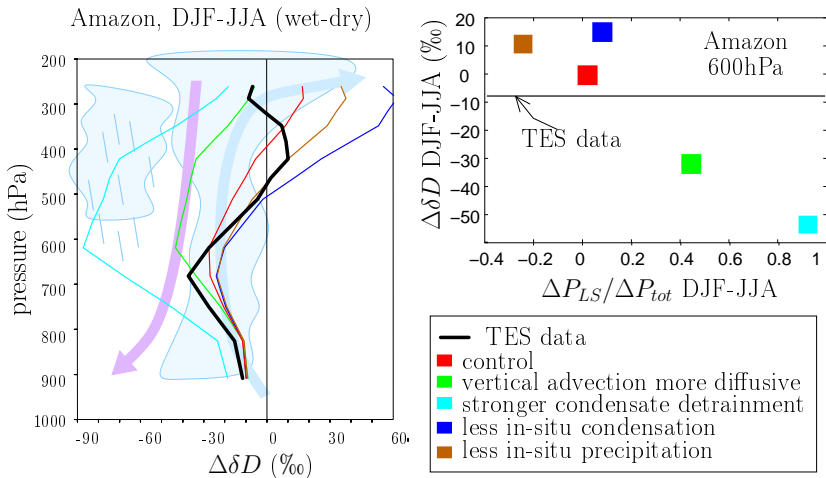 Amazon, DJF-JJA (wet-dry)
200
300
400
500
600
700
800
900
1000
pressure (hPa)
-90
-60
-30
0
30
60
ΔδD (‰)
20
10
0
−10
−20
−30
−40
−50
ΔδD DJF-JJA (‰)
Amazon
600hPa
TES data
−0.4
−0.2
0
0.2
0.4
0.6
0.8
1
ΔP_LS/ΔP_tot DJF-JJA
TES data
control
vertical advection more diffusive
stronger condensate detrainment
less in-situ condensation
less in-situ precipitation